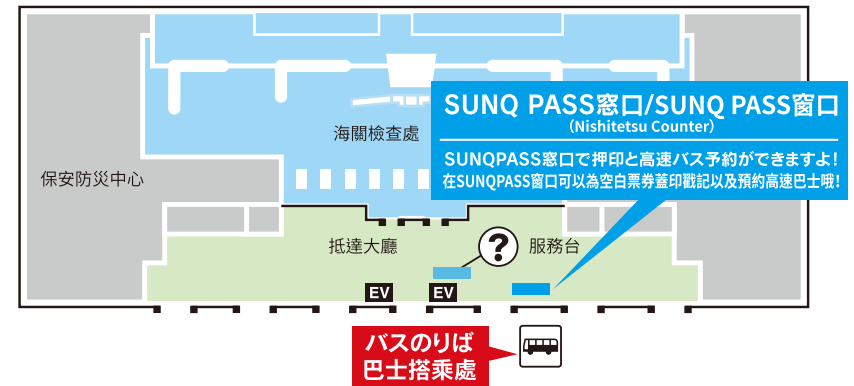 SUNQ PASS窓口/SUNQ PASS窗口
(Nishitetsu Counter)
SUNQPASS窓口で押印と高速バス予約ができますよ!
在SUNQPASS窗口可以為空白票券蓋印戳記以及預約高速巴士哦!
海關檢查處
保安防災中心
抵達大廳
?
服務台
EV
EV
バスのりば
巴士搭乘處